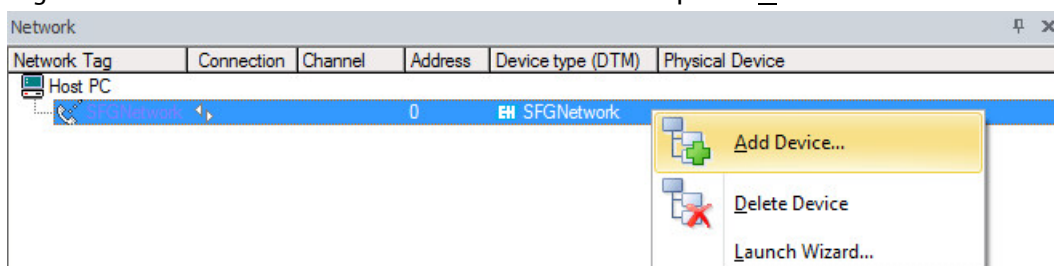 Network
Network Tag Connection Channel Address Device type (DTM) Physical Device
Host PC
SFGNetwork 0 EH SFGNetwork
Add Device...
Delete Device
Launch Wizard...